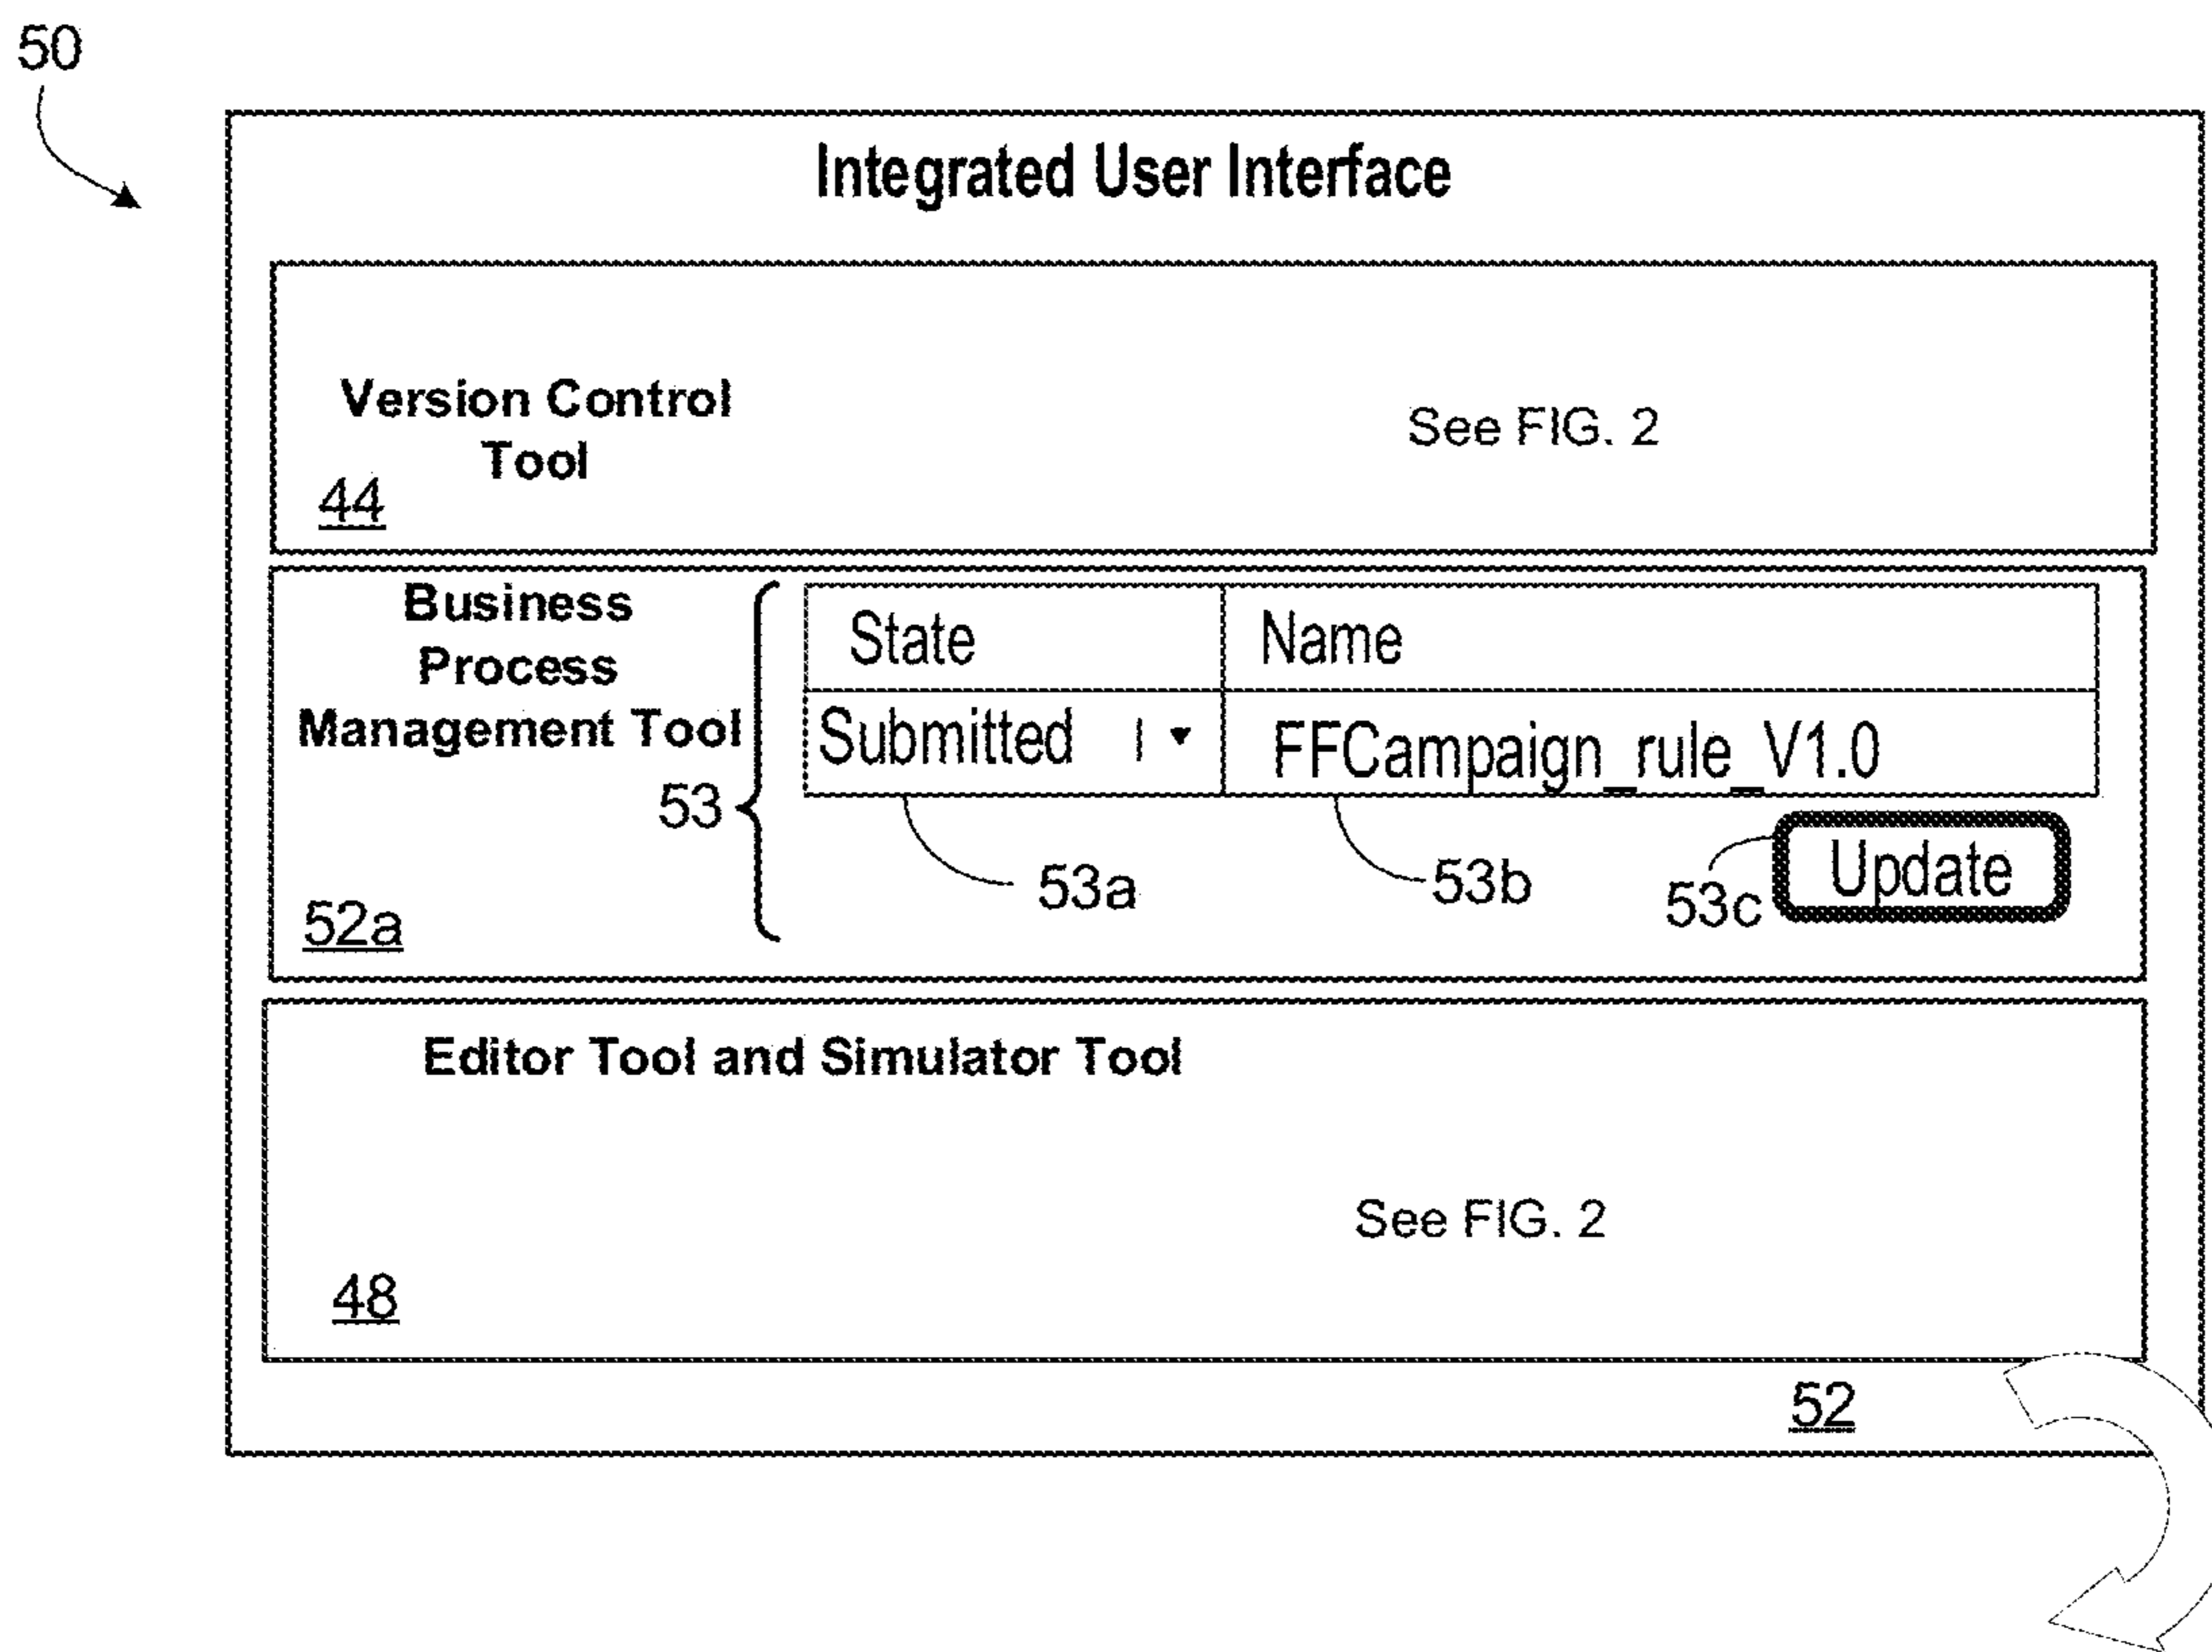 50
Integrated User Interface
Version Control
Tool
See FIG. 2
44
Business
Process
Management Tool
53
State
Name
Submitted
FFCampaign_rule_V1.0
53a
53b
53c
Update
52a
Editor Tool and Simulator Tool
See FIG. 2
48
52